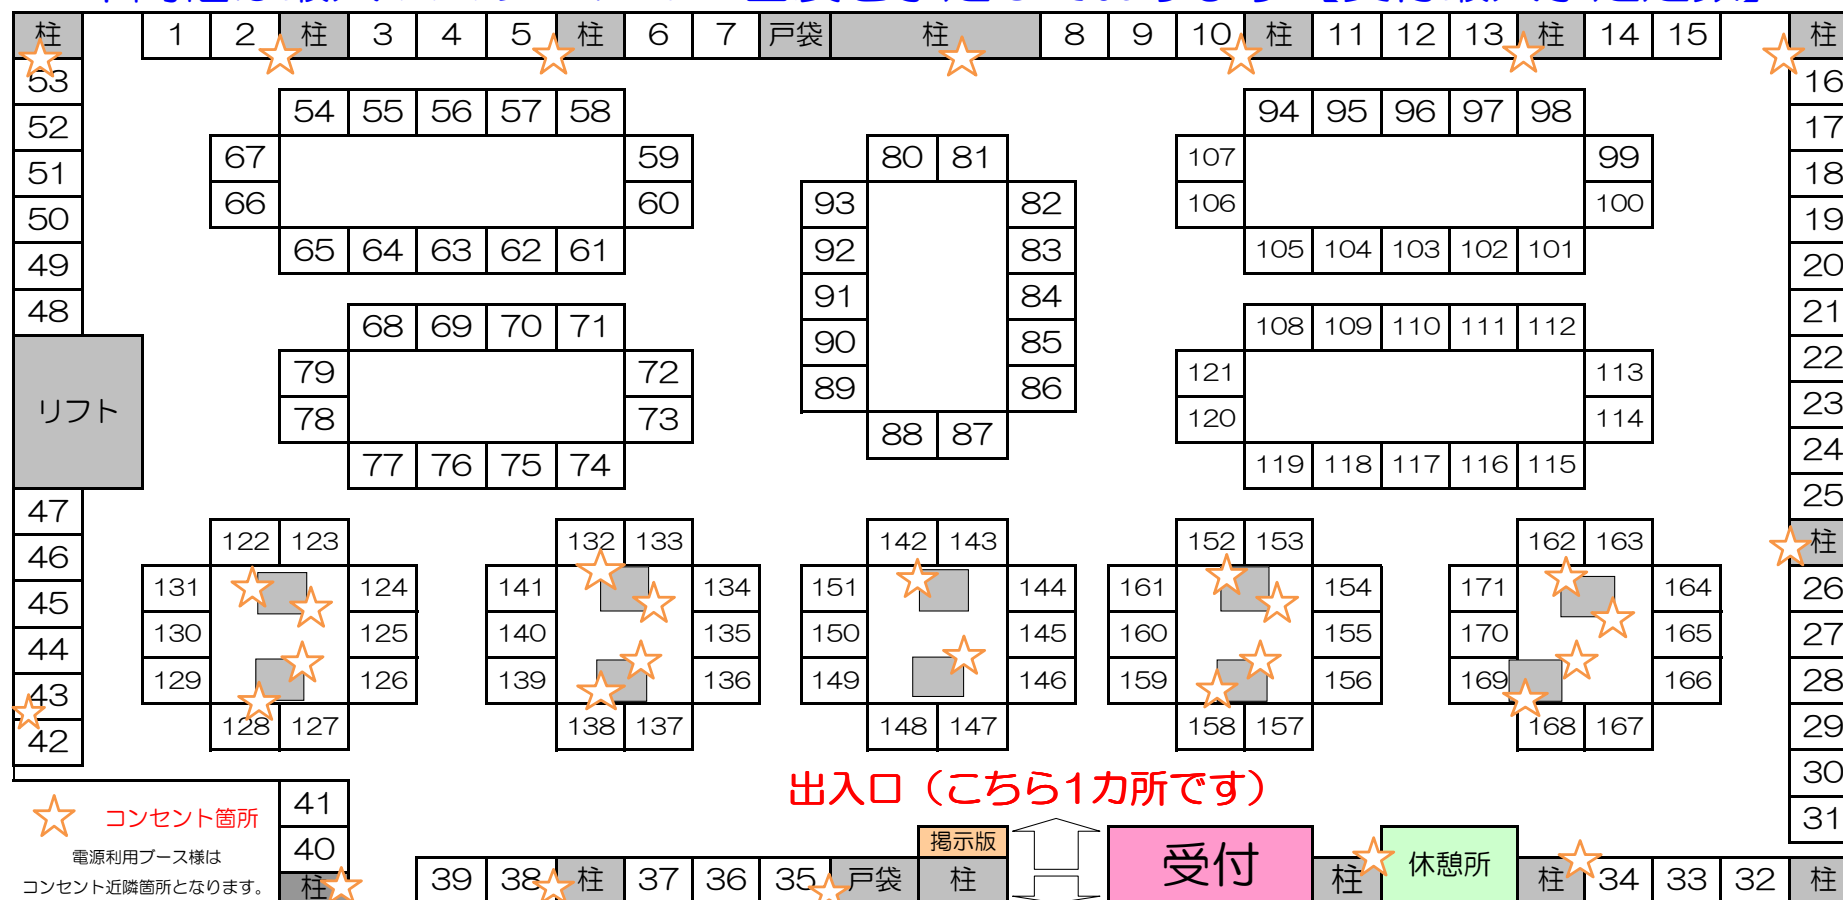 柱 1 2 柱 3 4 5 柱 6 7 戸袋 柱 8 9 10 柱 11 12 13 柱 14 15 柱
53 16
54 55 56 57 58 94 95 96 97 98
52 17
67 59 80 81 107 99
51 18
66 60 93 82 106 100
50 19
65 64 63 62 61 92 83 105 104 103 102 101
49 20
91 84
48 21
68 69 70 71 108 109 110 111 112
90 85 22
79 72 89 86 121 113
リフト 23
78 73 88 87 120 114
24
77 76 75 74 119 118 117 116 115
25
47
122 123 132 133 142 143 152 153 162 163 柱
46
131 124 141 134 151 144 161 154 171 164 26
45
130 125 140 135 150 145 160 155 170 165 27
44
129 126 139 136 149 146 159 156 169 166 28
43
128 127 138 137 148 147 158 157 168 167 29
42
30
出入口（こちら1カ所です）
41
コンセント箇所 31
掲示版
40
電源利用ブース様は
受付 休憩所
コンセント近隣箇所となります。
柱 39 38 柱 37 36 35 戸袋 柱 柱 柱 34 33 32 柱